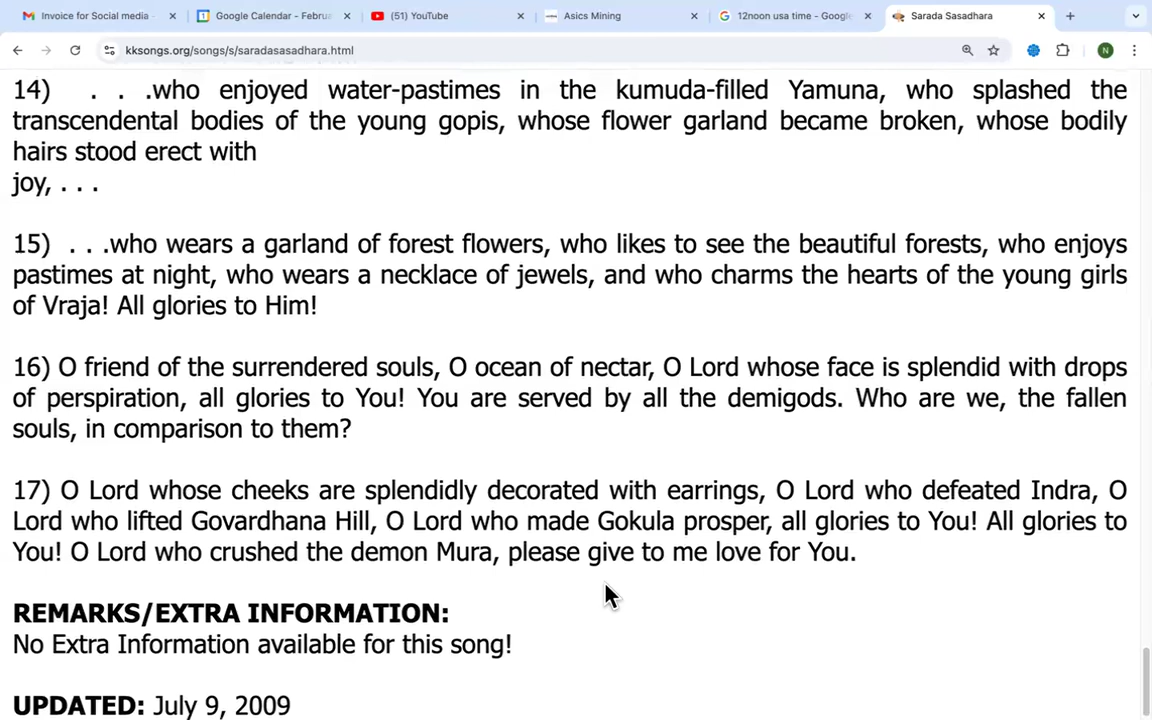 Invoice for Social media
Google Calendar - Februa
(51) YouTube
Asics Mining
12noon usa time - Google
Sarada Sasadhara
kksongs.org/songs/s/saradasasadhara.html
N
14) . . .who enjoyed water-pastimes in the kumuda-filled Yamuna, who splashed the
transcendental bodies of the young gopis, whose flower garland became broken, whose bodily
hairs stood erect with
joy, . . .
15) . . .who wears a garland of forest flowers, who likes to see the beautiful forests, who enjoys
pastimes at night, who wears a necklace of jewels, and who charms the hearts of the young girls
of Vraja! All glories to Him!
16) O friend of the surrendered souls, O ocean of nectar, O Lord whose face is splendid with drops
of perspiration, all glories to You! You are served by all the demigods. Who are we, the fallen
souls, in comparison to them?
17) O Lord whose cheeks are splendidly decorated with earrings, O Lord who defeated Indra, O
Lord who lifted Govardhana Hill, O Lord who made Gokula prosper, all glories to You! All glories to
You! O Lord who crushed the demon Mura, please give to me love for You.
REMARKS/EXTRA INFORMATION:
No Extra Information available for this song!
UPDATED: July 9, 2009